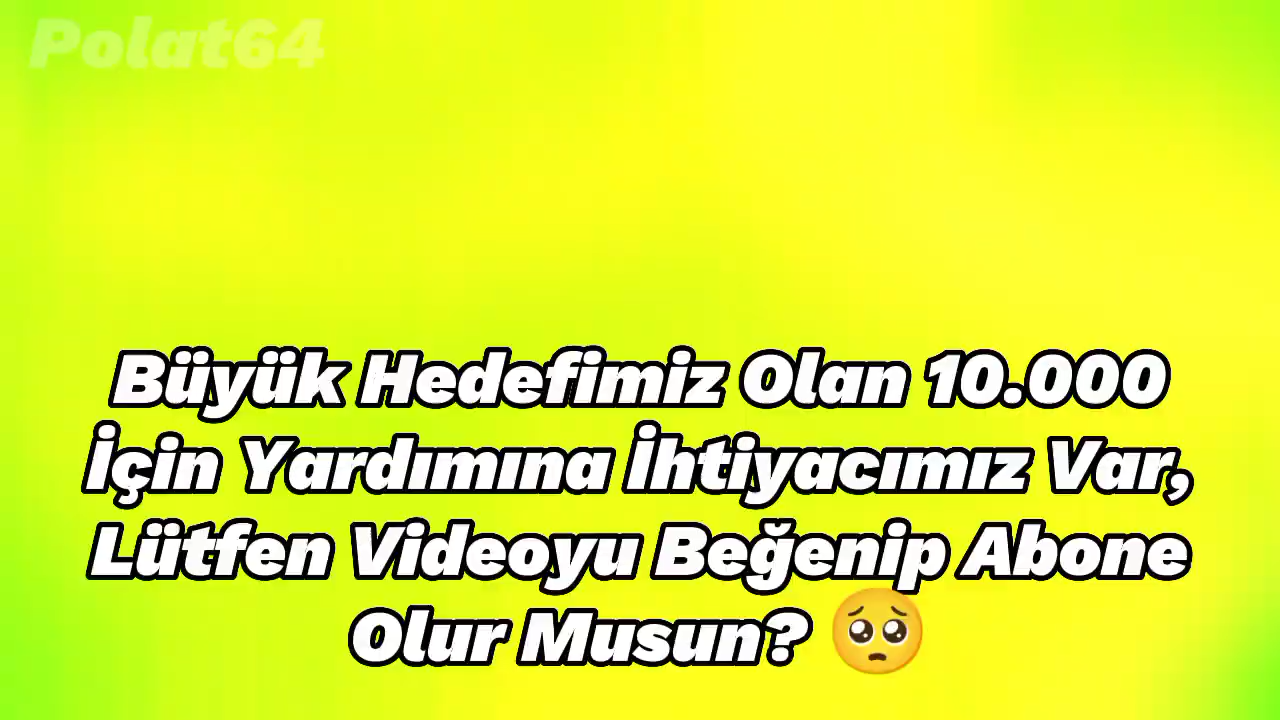 Polat64
Büyük Hedefimiz Olan 10.000
İçin Yardımına İhtiyacımız Var,
Lütfen Videoyu Beğenip Abone
Olur Musun? 🥺